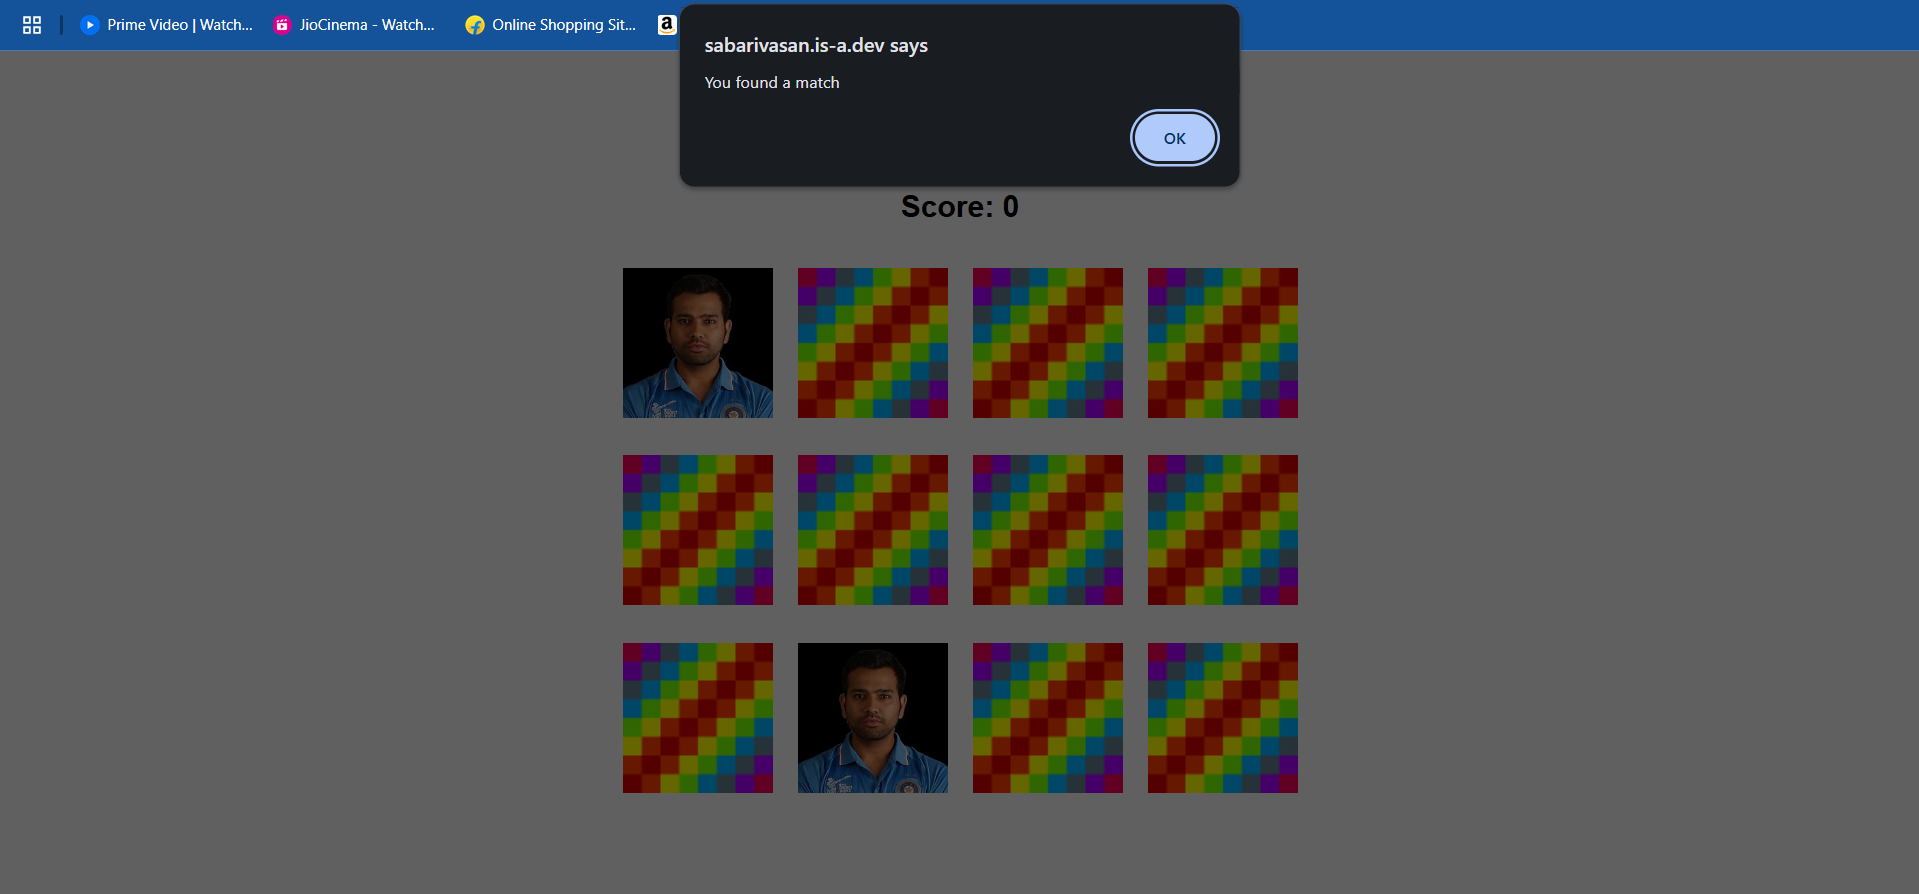 Prime Video | Watch...
JioCinema - Watch...
Online Shopping Sit...
a
sabarivasan.is-a.dev says
You found a match
OK
Score: 0